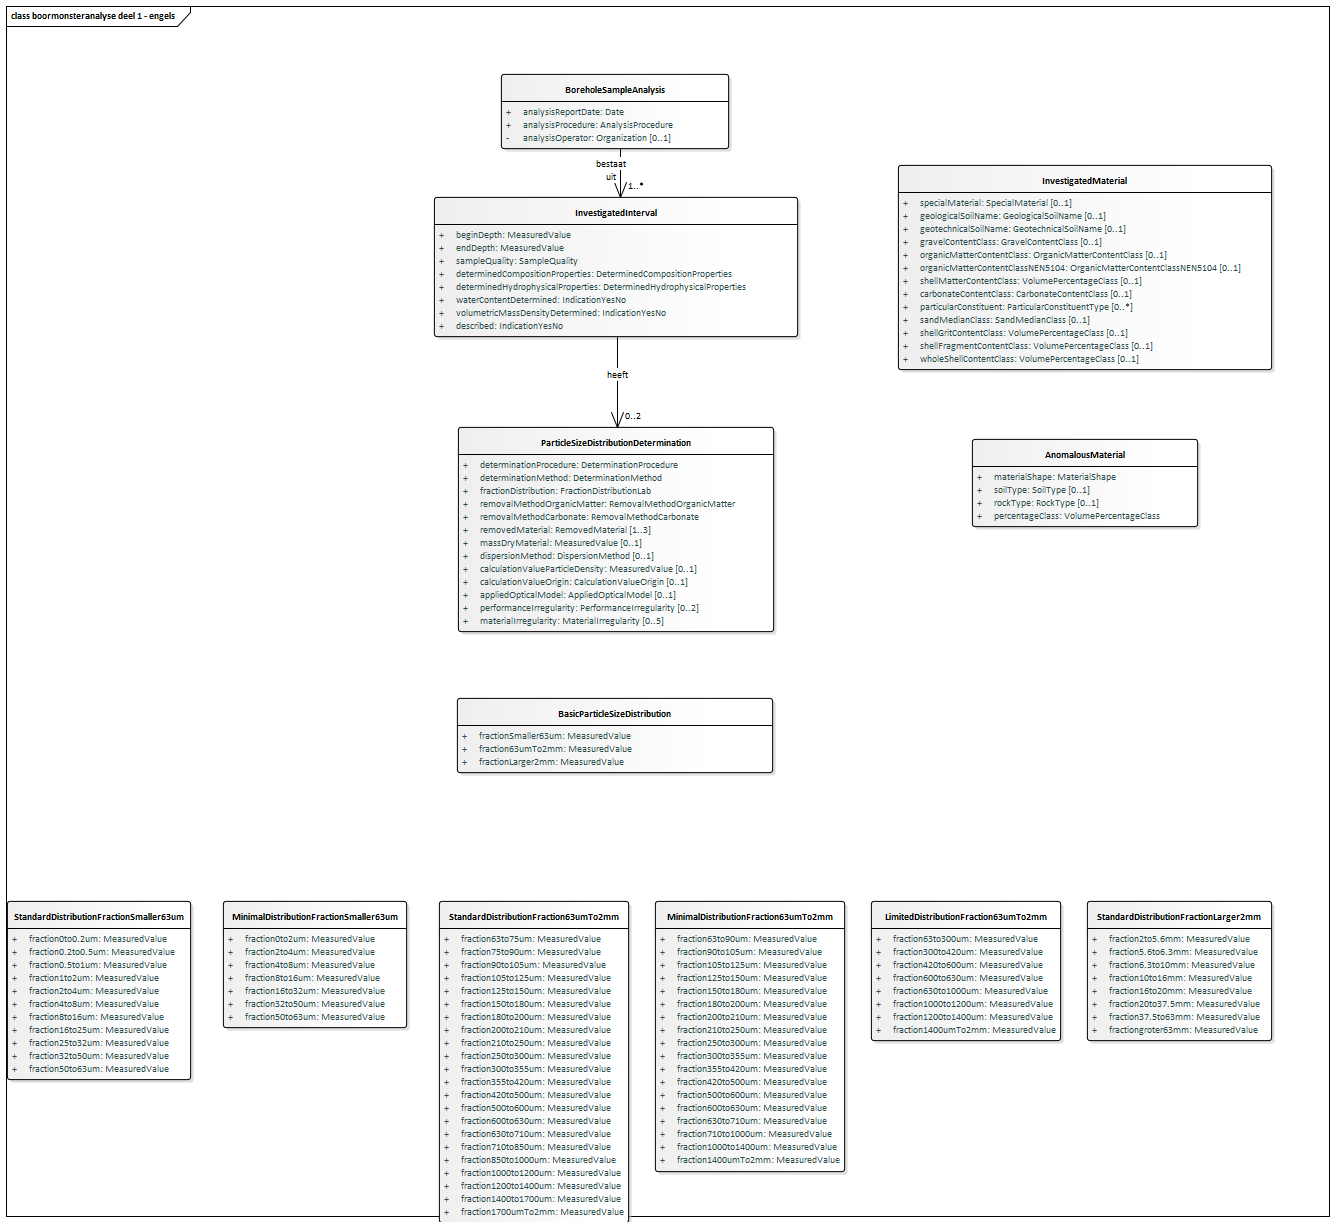 class boormonsteranalyse deel 1 - engels
BoreholeSampleAnalysis
+ analysisReportDate: Date
+ analysisProcedure: AnalysisProcedure
- analysisOperator: Organization [0..1]
bestaat
uit
1..*
InvestigatedInterval
+ beginDepth: MeasuredValue
+ endDepth: MeasuredValue
+ sampleQuality: SampleQuality
+ determinedCompositionProperties: DeterminedCompositionProperties
+ determinedHydrophysicalProperties: DeterminedHydrophysicalProperties
+ waterContentDetermined: IndicationYesNo
+ volumetricMassDensityDetermined: IndicationYesNo
+ described: IndicationYesNo
InvestigatedMaterial
+ specialMaterial: SpecialMaterial [0..1]
+ geologicalSoilName: GeologicalSoilName [0..1]
+ geotechnicalSoilName: GeotechnicalSoilName [0..1]
+ gravelContentClass: GravelContentClass [0..1]
+ organicMatterContentClass: OrganicMatterContentClass [0..1]
+ organicMatterContentClassNEN5104: OrganicMatterContentClassNEN5104 [0..1]
+ shellMatterContentClass: VolumePercentageClass [0..1]
+ carbonateContentClass: CarbonateContentClass [0..1]
+ particularConstituent: ParticularConstituentType [0..*]
+ sandMedianClass: SandMedianClass [0..1]
+ shellGritContentClass: VolumePercentageClass [0..1]
+ shellFragmentContentClass: VolumePercentageClass [0..1]
+ wholeShellContentClass: VolumePercentageClass [0..1]
heeft
0..2
ParticleSizeDistributionDetermination
+ determinationProcedure: DeterminationProcedure
+ determinationMethod: DeterminationMethod
+ fractionDistribution: FractionDistributionLab
+ removalMethodOrganicMatter: RemovalMethodOrganicMatter
+ removalMethodCarbonate: RemovalMethodCarbonate
+ removedMaterial: RemovedMaterial [1..3]
+ massDryMaterial: MeasuredValue [0..1]
+ dispersionMethod: DispersionMethod [0..1]
+ calculationValueParticleDensity: MeasuredValue [0..1]
+ calculationValueOrigin: CalculationValueOrigin [0..1]
+ appliedOpticalModel: AppliedOpticalModel [0..1]
+ performanceIrregularity: PerformanceIrregularity [0..2]
+ materialIrregularity: MaterialIrregularity [0..5]
AnomalousMaterial
+ materialShape: MaterialShape
+ soilType: SoilType [0..1]
+ rockType: RockType [0..1]
+ percentageClass: VolumePercentageClass
BasicParticleSizeDistribution
+ fractionSmaller63um: MeasuredValue
+ fraction63umTo2mm: MeasuredValue
+ fractionLarger2mm: MeasuredValue
StandardDistributionFractionSmaller63um
+ fraction0to0.2um: MeasuredValue
+ fraction0.2to0.5um: MeasuredValue
+ fraction0.5to1um: MeasuredValue
+ fraction1to2um: MeasuredValue
+ fraction2to4um: MeasuredValue
+ fraction4to8um: MeasuredValue
+ fraction8to16um: MeasuredValue
+ fraction16to25um: MeasuredValue
+ fraction25to32um: MeasuredValue
+ fraction32to50um: MeasuredValue
+ fraction50to63um: MeasuredValue
MinimalDistributionFractionSmaller63um
+ fraction0to2um: MeasuredValue
+ fraction2to4um: MeasuredValue
+ fraction4to8um: MeasuredValue
+ fraction8to16um: MeasuredValue
+ fraction16to32um: MeasuredValue
+ fraction32to50um: MeasuredValue
+ fraction50to63um: MeasuredValue
StandardDistributionFraction63umTo2mm
+ fraction63to75um: MeasuredValue
+ fraction75to90um: MeasuredValue
+ fraction90to105um: MeasuredValue
+ fraction105to125um: MeasuredValue
+ fraction125to150um: MeasuredValue
+ fraction150to180um: MeasuredValue
+ fraction180to200um: MeasuredValue
+ fraction200to210um: MeasuredValue
+ fraction210to250um: MeasuredValue
+ fraction250to300um: MeasuredValue
+ fraction300to355um: MeasuredValue
+ fraction355to420um: MeasuredValue
+ fraction420to500um: MeasuredValue
+ fraction500to600um: MeasuredValue
+ fraction600to630um: MeasuredValue
+ fraction630to710um: MeasuredValue
+ fraction710to850um: MeasuredValue
+ fraction850to1000um: MeasuredValue
+ fraction1000to1200um: MeasuredValue
+ fraction1200to1400um: MeasuredValue
+ fraction1400to1700um: MeasuredValue
+ fraction1700umTo2mm: MeasuredValue
MinimalDistributionFraction63umTo2mm
+ fraction63to90um: MeasuredValue
+ fraction90to105um: MeasuredValue
+ fraction105to125um: MeasuredValue
+ fraction125to150um: MeasuredValue
+ fraction150to180um: MeasuredValue
+ fraction180to200um: MeasuredValue
+ fraction200to210um: MeasuredValue
+ fraction210to250um: MeasuredValue
+ fraction250to300um: MeasuredValue
+ fraction300to355um: MeasuredValue
+ fraction355to420um: MeasuredValue
+ fraction420to500um: MeasuredValue
+ fraction500to600um: MeasuredValue
+ fraction600to630um: MeasuredValue
+ fraction630to710um: MeasuredValue
+ fraction710to1000um: MeasuredValue
+ fraction1000to1400um: MeasuredValue
+ fraction1400umTo2mm: MeasuredValue
LimitedDistributionFraction63umTo2mm
+ fraction63to300um: MeasuredValue
+ fraction300to420um: MeasuredValue
+ fraction420to600um: MeasuredValue
+ fraction600to630um: MeasuredValue
+ fraction630to1000um: MeasuredValue
+ fraction1000to1200um: MeasuredValue
+ fraction1200to1400um: MeasuredValue
+ fraction1400umTo2mm: MeasuredValue
StandardDistributionFractionLarger2mm
+ fraction2to5.6mm: MeasuredValue
+ fraction5.6to6.3mm: MeasuredValue
+ fraction6.3to10mm: MeasuredValue
+ fraction10to16mm: MeasuredValue
+ fraction16to20mm: MeasuredValue
+ fraction20to37.5mm: MeasuredValue
+ fraction37.5to63mm: MeasuredValue
+ fractiongroter63mm: MeasuredValue